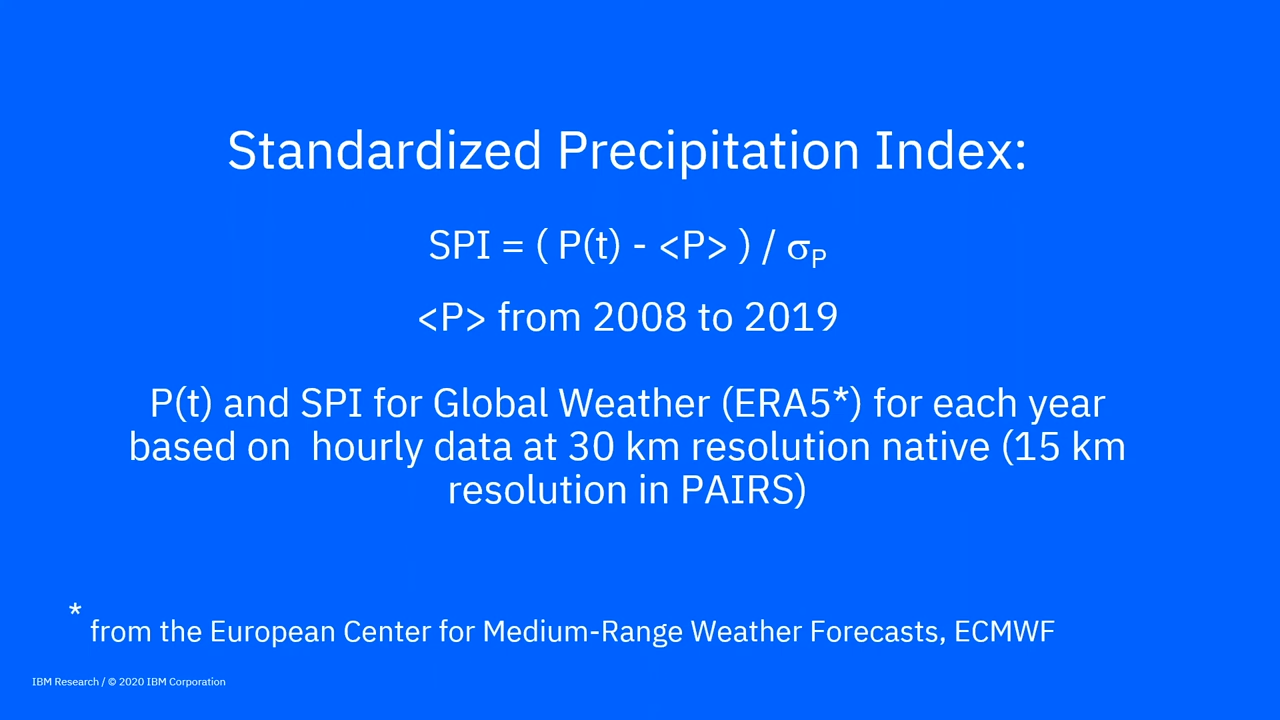 Standardized Precipitation Index:
SPI = ( P(t) - <P> ) / σP
<P> from 2008 to 2019
P(t) and SPI for Global Weather (ERA5*) for each year
based on  hourly data at 30 km resolution native (15 km
resolution in PAIRS)
* from the European Center for Medium-Range Weather Forecasts, ECMWF
IBM Research / © 2020 IBM Corporation